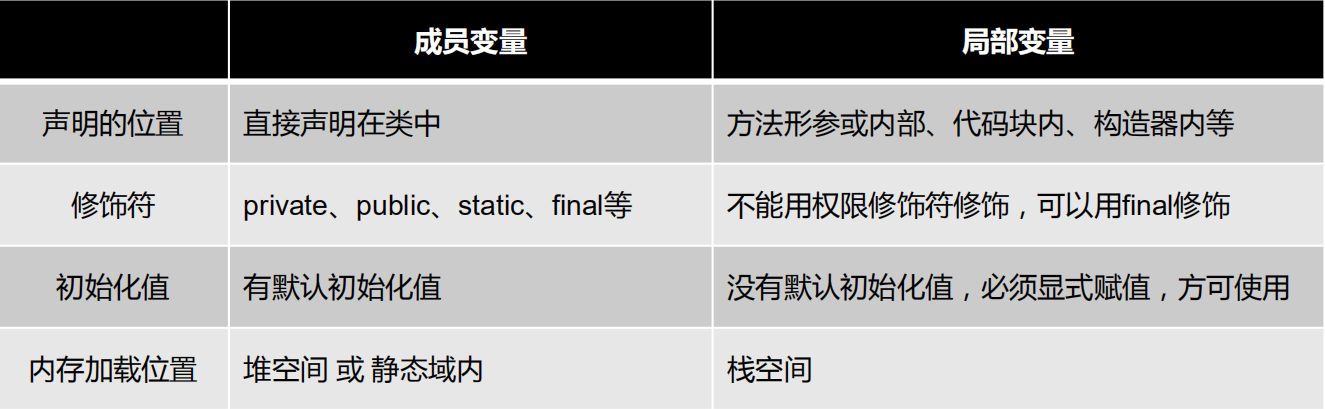 成员变量 局部变量
声明的位置 直接声明在类中 方法形参或内部、代码块内、构造器内等
修饰符 private、public、static、final等 不能用权限修饰符修饰，可以用final修饰
初始化值 有默认初始化值 没有默认初始化值，必须显式赋值，方可使用
内存加载位置 堆空间 或 静态域内 栈空间